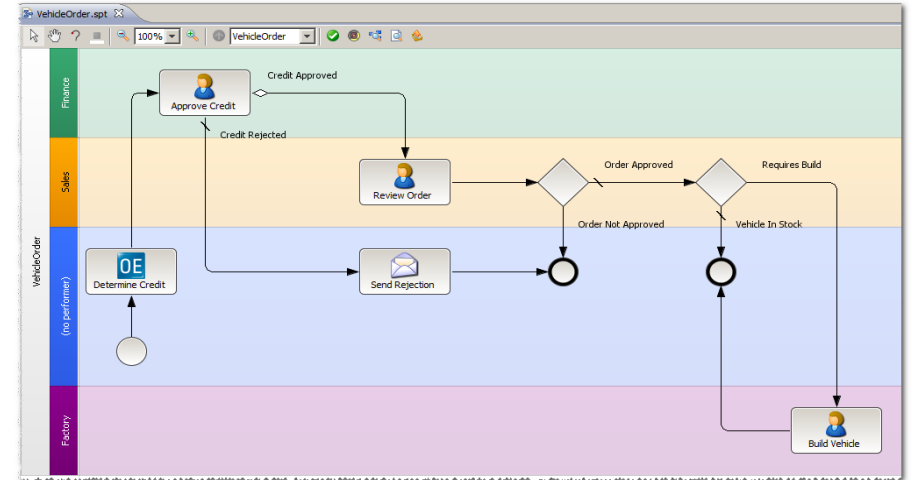 VehicleOrder.spt
100%
VehicleOrder
VehicleOrder
Finance
Approve Credit
Credit Approved
Credit Rejected
Sales
Review Order
Order Approved
Requires Build
Order Not Approved
Vehicle In Stock
(no performer)
OE
Determine Credit
Send Rejection
Factory
Build Vehicle